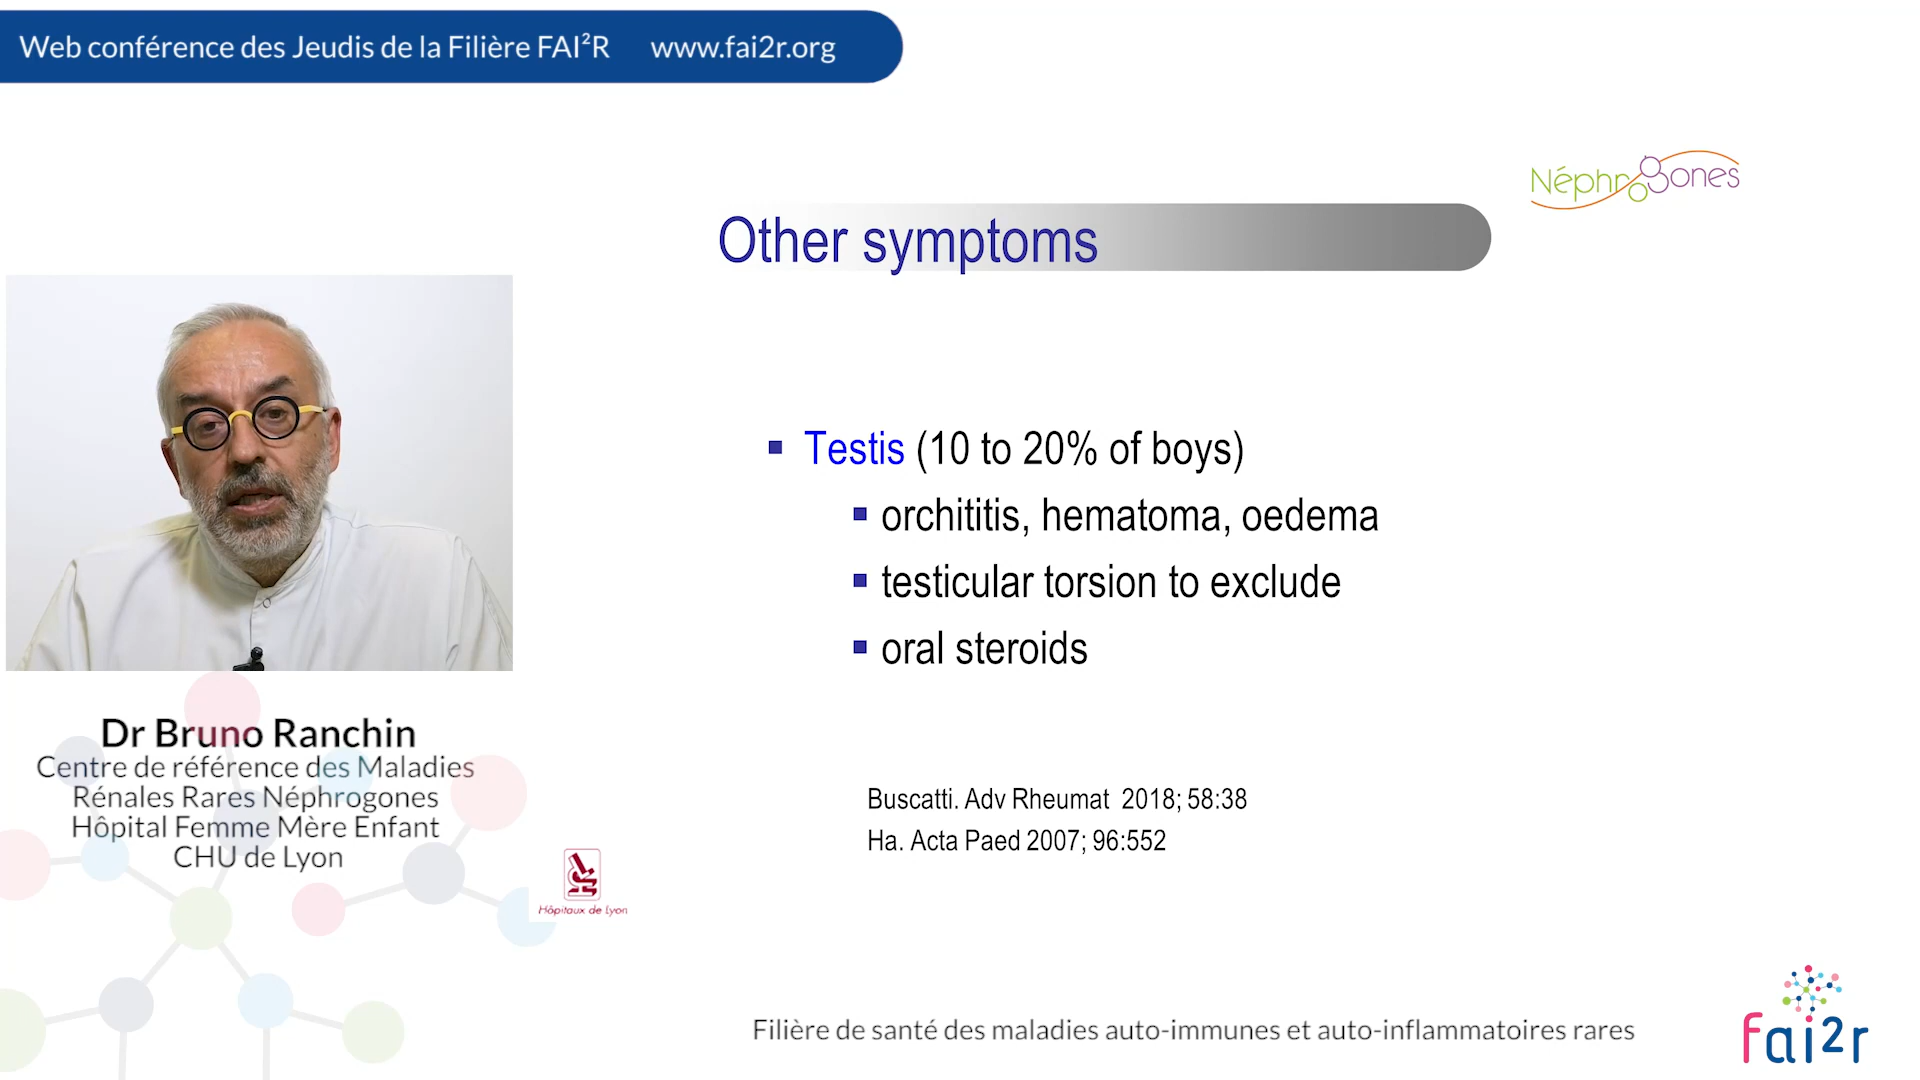 Web conférence des Jeudis de la Filière FAI²R www.fai2r.org
Néphrogones
Other symptoms
Testis (10 to 20% of boys)
orchititis, hematoma, oedema
testicular torsion to exclude
oral steroids
Buscatti. Adv Rheumat 2018; 58:38
Ha. Acta Paed 2007; 96:552
Dr Bruno Ranchin
Centre de référence des Maladies
Rénales Rares Néphrogones
Hôpital Femme Mère Enfant
CHU de Lyon
Hôpitaux de Lyon
Filière de santé des maladies auto-immunes et auto-inflammatoires rares
fai2r